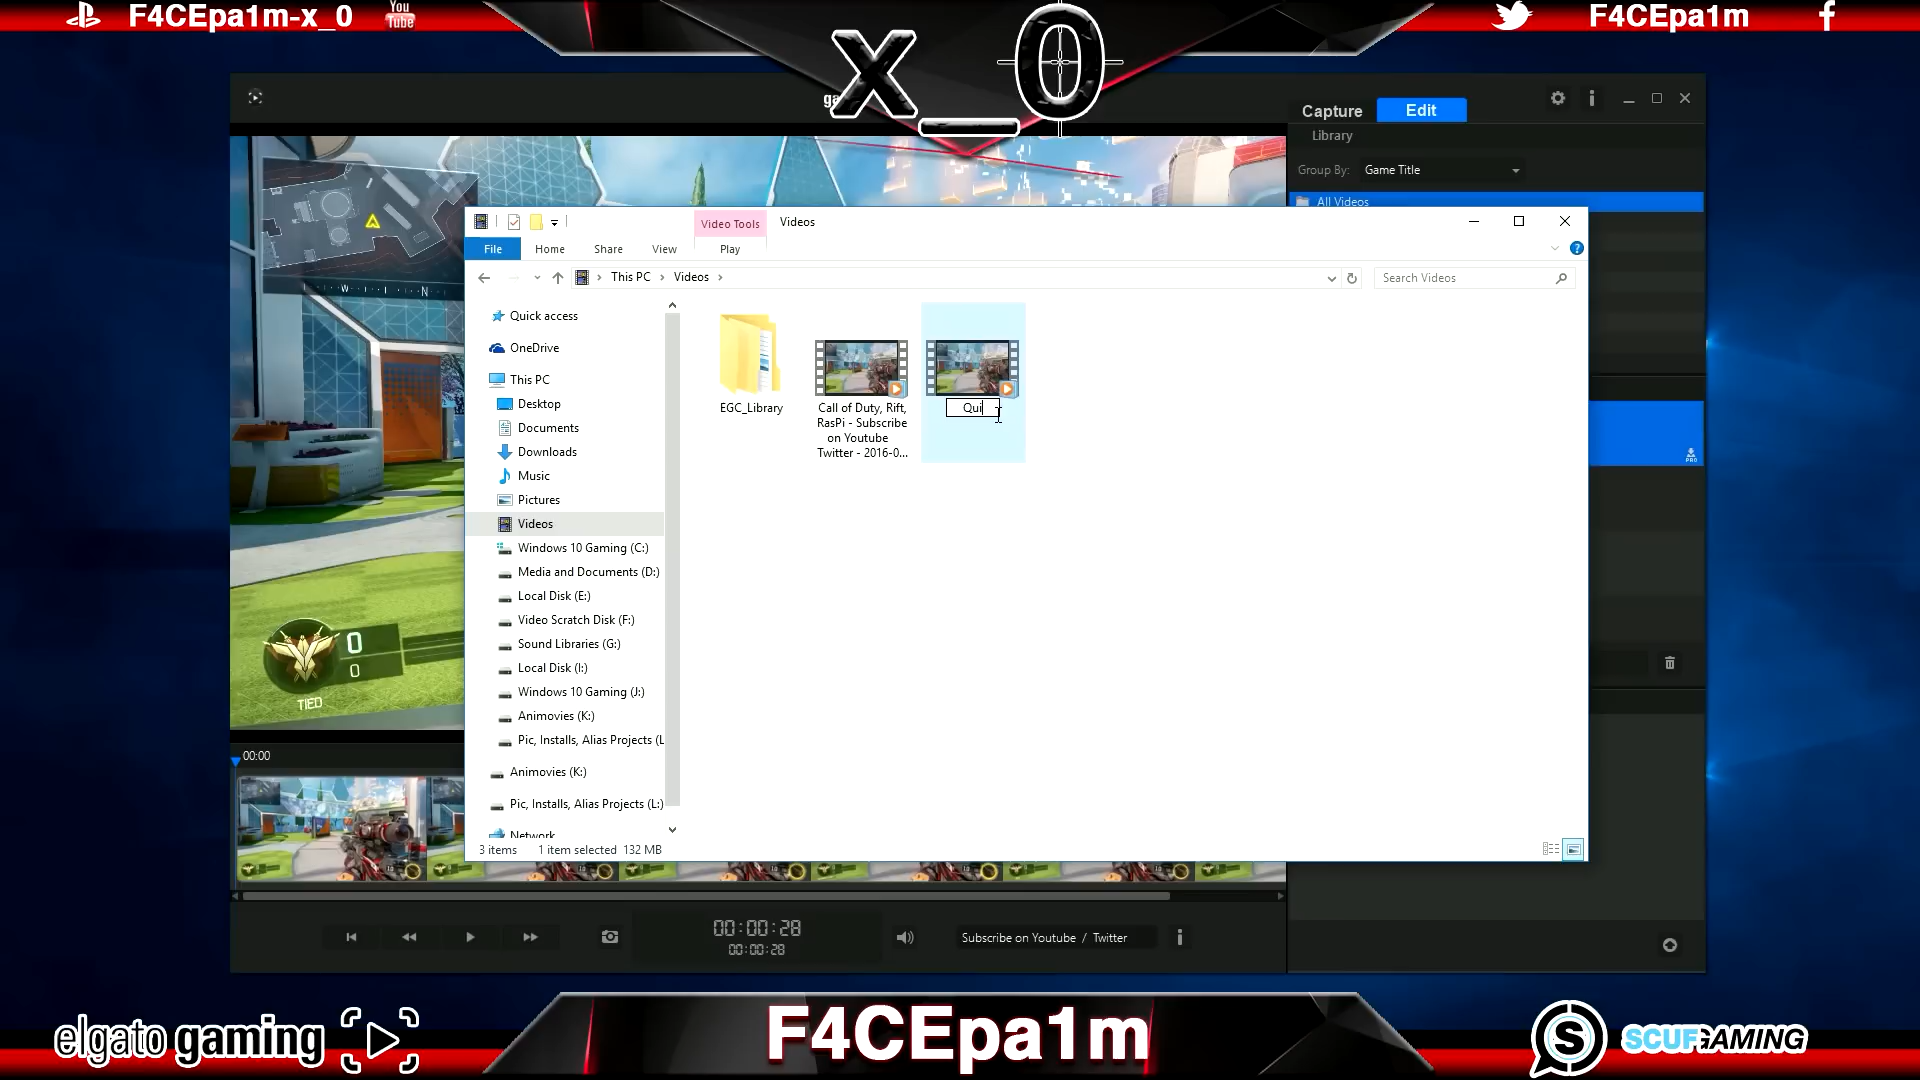 F4CEpa1m-x_0
You
Tube
x_0
F4CEpa1m
ga
Capture
Edit
Library
Group By:
Game Title
All Videos
Video Tools
Videos
File
Home
Share
View
Play
This PC
Videos
Search Videos
Quick access
OneDrive
This PC
Desktop
Documents
Downloads
Music
Pictures
Videos
Windows 10 Gaming (C:)
Media and Documents (D:)
Local Disk (E:)
Video Scratch Disk (F:)
Sound Libraries (G:)
Local Disk (I:)
Windows 10 Gaming (J:)
Animovies (K:)
Pic, Installs, Alias Projects (L
Animovies (K:)
Pic, Installs, Alias Projects (L:)
Network
EGC_Library
Call of Duty, Rift,
RasPi - Subscribe
on Youtube
Twitter - 2016-0...
Qui
3 items
1 item selected 132 MB
W
N
0
0
TIED
00:00
00:00:28
00:00:28
Subscribe on Youtube / Twitter
PRO
elgato gaming
F4CEpa1m
S
SCUFGAMING